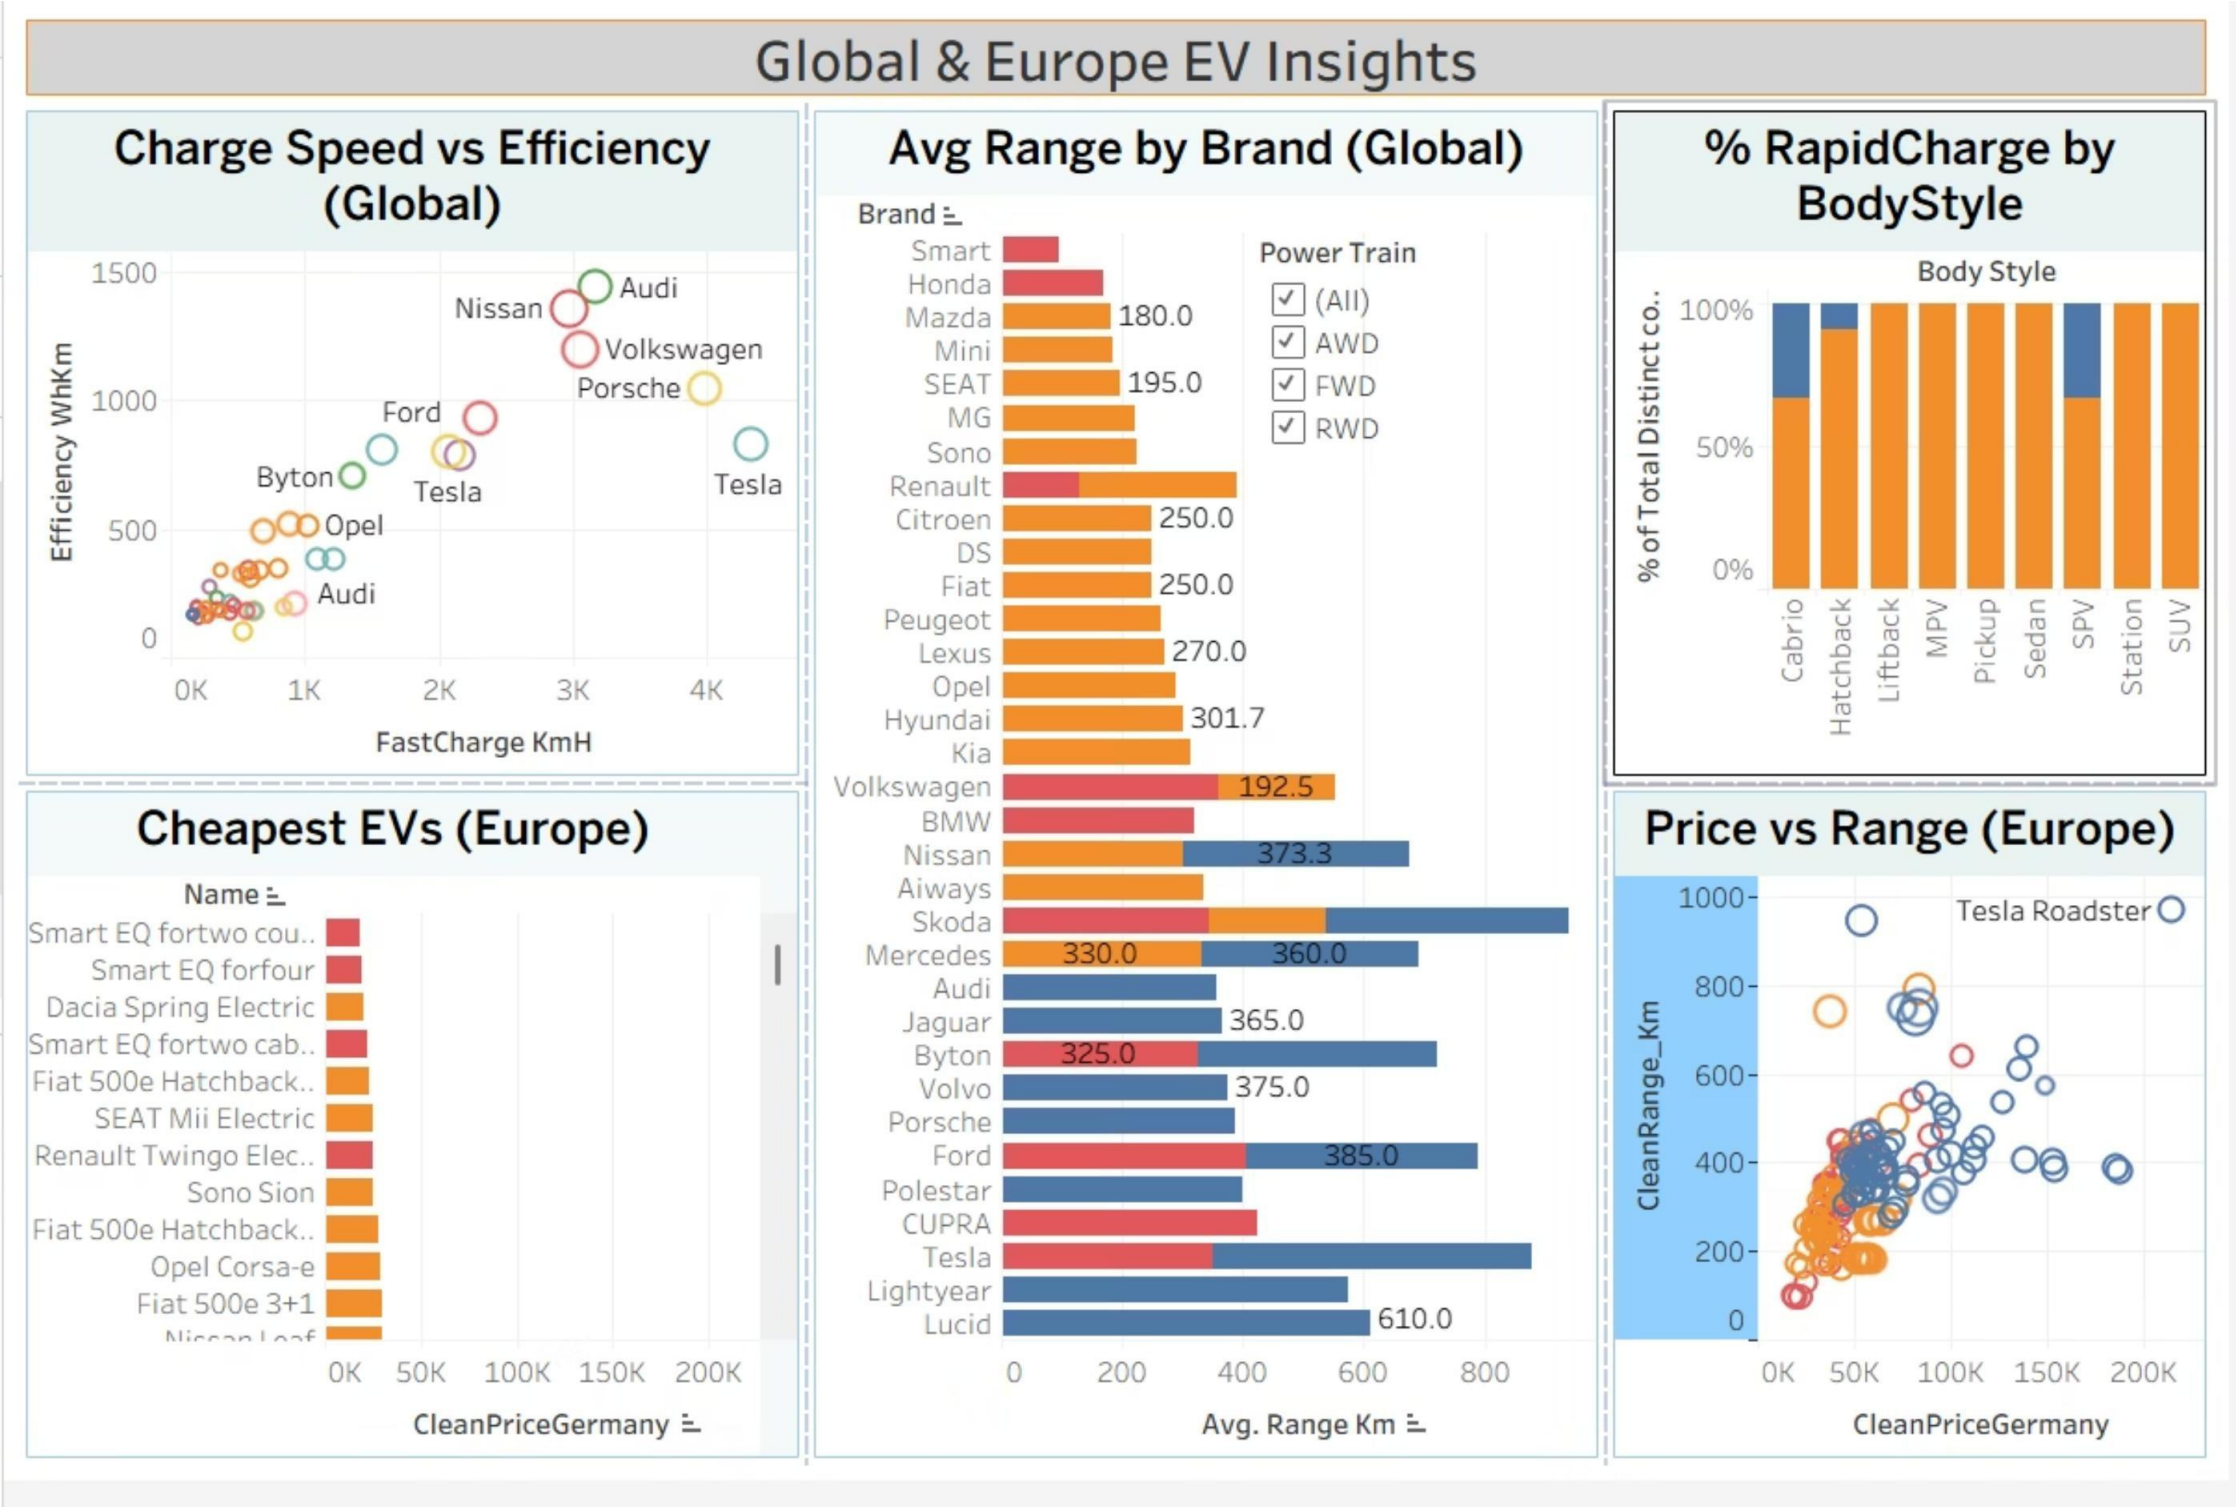 Global & Europe EV Insights
Charge Speed vs Efficiency
(Global)
Efficiency WhKm
1500
1000
500
0
Audi
Nissan
Volkswagen
Porsche
Ford
Byton
Tesla
Tesla
Opel
Audi
0K
1K
2K
3K
4K
FastCharge KmH
Cheapest EVs (Europe)
Name
Smart EQ fortwo cou..
Smart EQ forfour
Dacia Spring Electric
Smart EQ fortwo cab..
Fiat 500e Hatchback..
SEAT Mii Electric
Renault Twingo Elec..
Sono Sion
Fiat 500e Hatchback..
Opel Corsa-e
Fiat 500e 3+1
Nissan Leaf
0K
50K
100K
150K
200K
CleanPriceGermany
Avg Range by Brand (Global)
Brand
Smart
Honda
Mazda 180.0
Mini
SEAT 195.0
MG
Sono
Renault
Citroen 250.0
DS
Fiat 250.0
Peugeot
Lexus 270.0
Opel
Hyundai 301.7
Kia
Volkswagen 192.5
BMW
Nissan 373.3
Aiways
Skoda
Mercedes 330.0 360.0
Audi
Jaguar 365.0
Byton 325.0
Volvo 375.0
Porsche
Ford 385.0
Polestar
CUPRA
Tesla
Lightyear
Lucid 610.0
0
200
400
600
800
Avg. Range Km
Power Train
(All)
AWD
FWD
RWD
% RapidCharge by
BodyStyle
Body Style
% of Total Distinct co..
100%
50%
0%
Cabrio
Hatchback
Liftback
MPV
Pickup
Sedan
SPV
Station
SUV
Price vs Range (Europe)
CleanRange_Km
1000
800
600
400
200
0
Tesla Roadster
0K
50K
100K
150K
200K
CleanPriceGermany